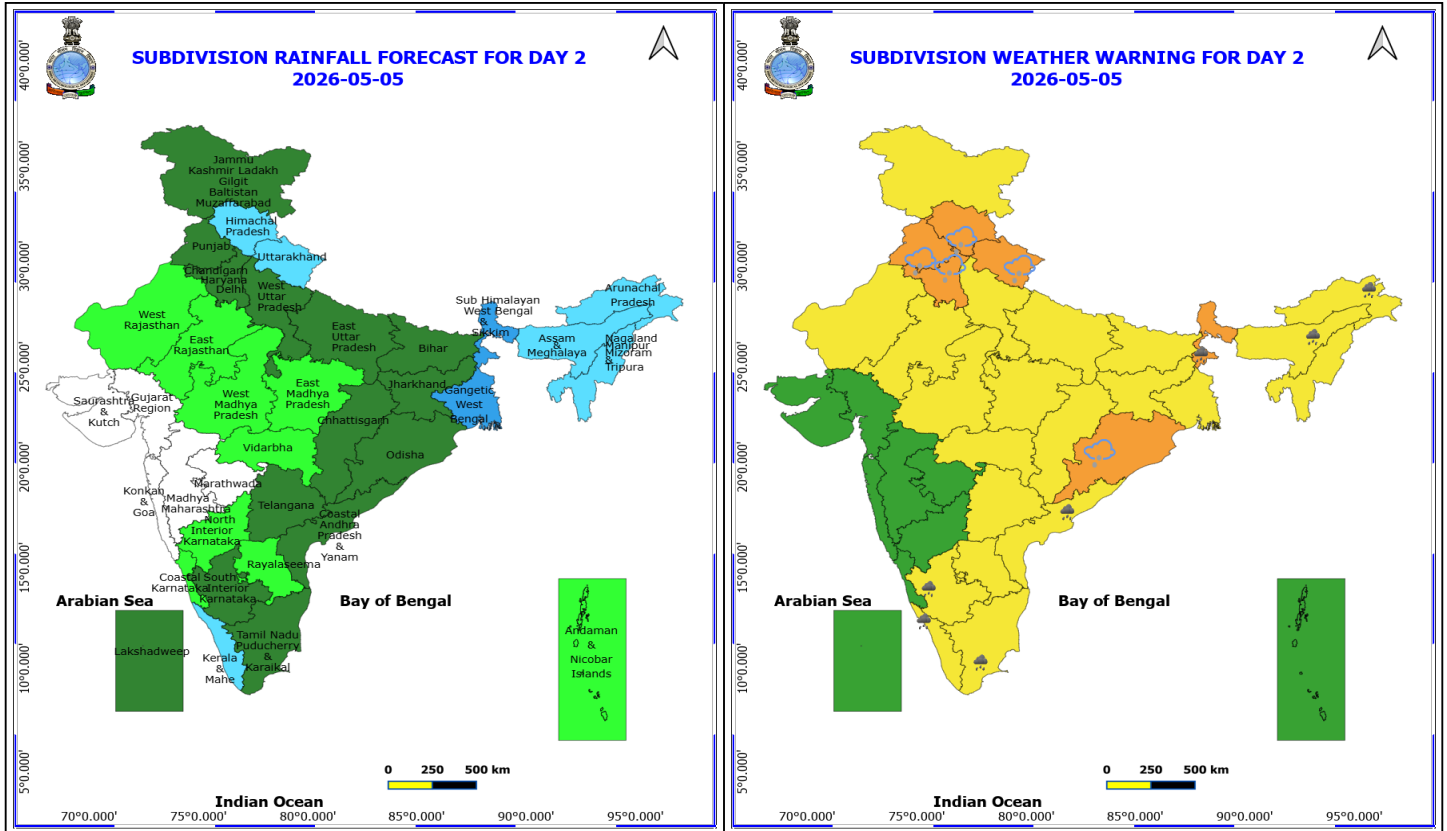 SUBDIVISION RAINFALL FORECAST FOR DAY 2
2026-05-05
40°0.000'
35°0.000'
30°0.000'
25°0.000'
20°0.000'
15°0.000'
10°0.000'
5°0.000'
Jammu
Kashmir Ladakh
Gilgit
Baltistan
Muzaffarabad
Himachal
Pradesh
Punjab
Uttarakhand
Chandigarh
Haryana
Delhi
West
Uttar
Pradesh
West
Rajasthan
East
Rajasthan
East
Uttar
Pradesh
Bihar
Sub Himalayan
West Bengal
&
Sikkim
Arunachal
Pradesh
Assam
&
Meghalaya
Nagaland
Manipur
Mizoram
&
Tripura
Saurashtra
&
Kutch
Gujarat
Region
West
Madhya
Pradesh
East
Madhya
Pradesh
Jharkhand
Gangetic
West
Bengal
Chhattisgarh
Vidarbha
Odisha
Konkan
&
Goa
Madhya
Maharashtra
Marathwada
Telangana
North
Interior
Karnataka
Coastal
Andhra
Pradesh
&
Yanam
Rayalaseema
Coastal
Karnataka
South
Interior
Karnataka
Arabian Sea
Bay of Bengal
Lakshadweep
Kerala
&
Mahe
Tamil Nadu
Puducherry
&
Karaikal
Andaman
&
Nicobar
Islands
0 250 500 km
Indian Ocean
70°0.000' 75°0.000' 80°0.000' 85°0.000' 90°0.000' 95°0.000'
SUBDIVISION WEATHER WARNING FOR DAY 2
2026-05-05
40°0.000'
35°0.000'
30°0.000'
25°0.000'
20°0.000'
15°0.000'
10°0.000'
5°0.000'
Arabian Sea
Bay of Bengal
0 250 500 km
Indian Ocean
70°0.000' 75°0.000' 80°0.000' 85°0.000' 90°0.000' 95°0.000'